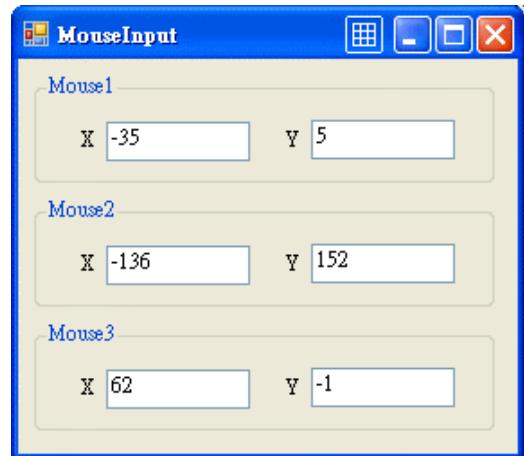 MouseInput
Mouse1
X -35 Y 5
Mouse2
X -136 Y 152
Mouse3
X 62 Y -1